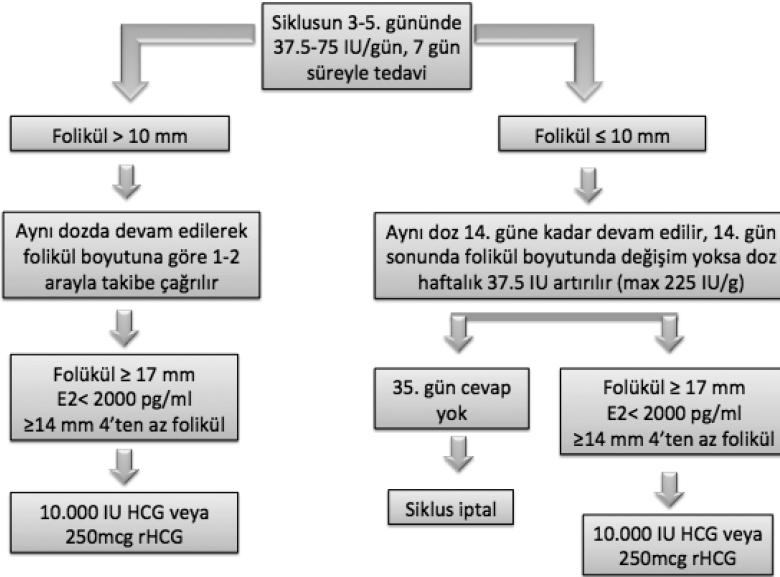 Siklusun 3-5. gününde
37.5-75 IU/gün, 7 gün
süreyle tedavi
Folikül > 10 mm
Folikül ≤ 10 mm
Aynı dozda devam edilerek
folikül boyutuna göre 1-2
arayla takibe çağrılır
Aynı doz 14. güne kadar devam edilir, 14. gün
sonunda folikül boyutunda değişim yoksa doz
haftalık 37.5 IU artırılır (max 225 IU/g)
Folükül ≥ 17 mm
E2< 2000 pg/ml
≥14 mm 4’ten az folikül
35. gün cevap
yok
Folükül ≥ 17 mm
E2< 2000 pg/ml
≥14 mm 4’ten az folikül
10.000 IU HCG veya
250mcg rHCG
Siklus iptal
10.000 IU HCG veya
250mcg rHCG